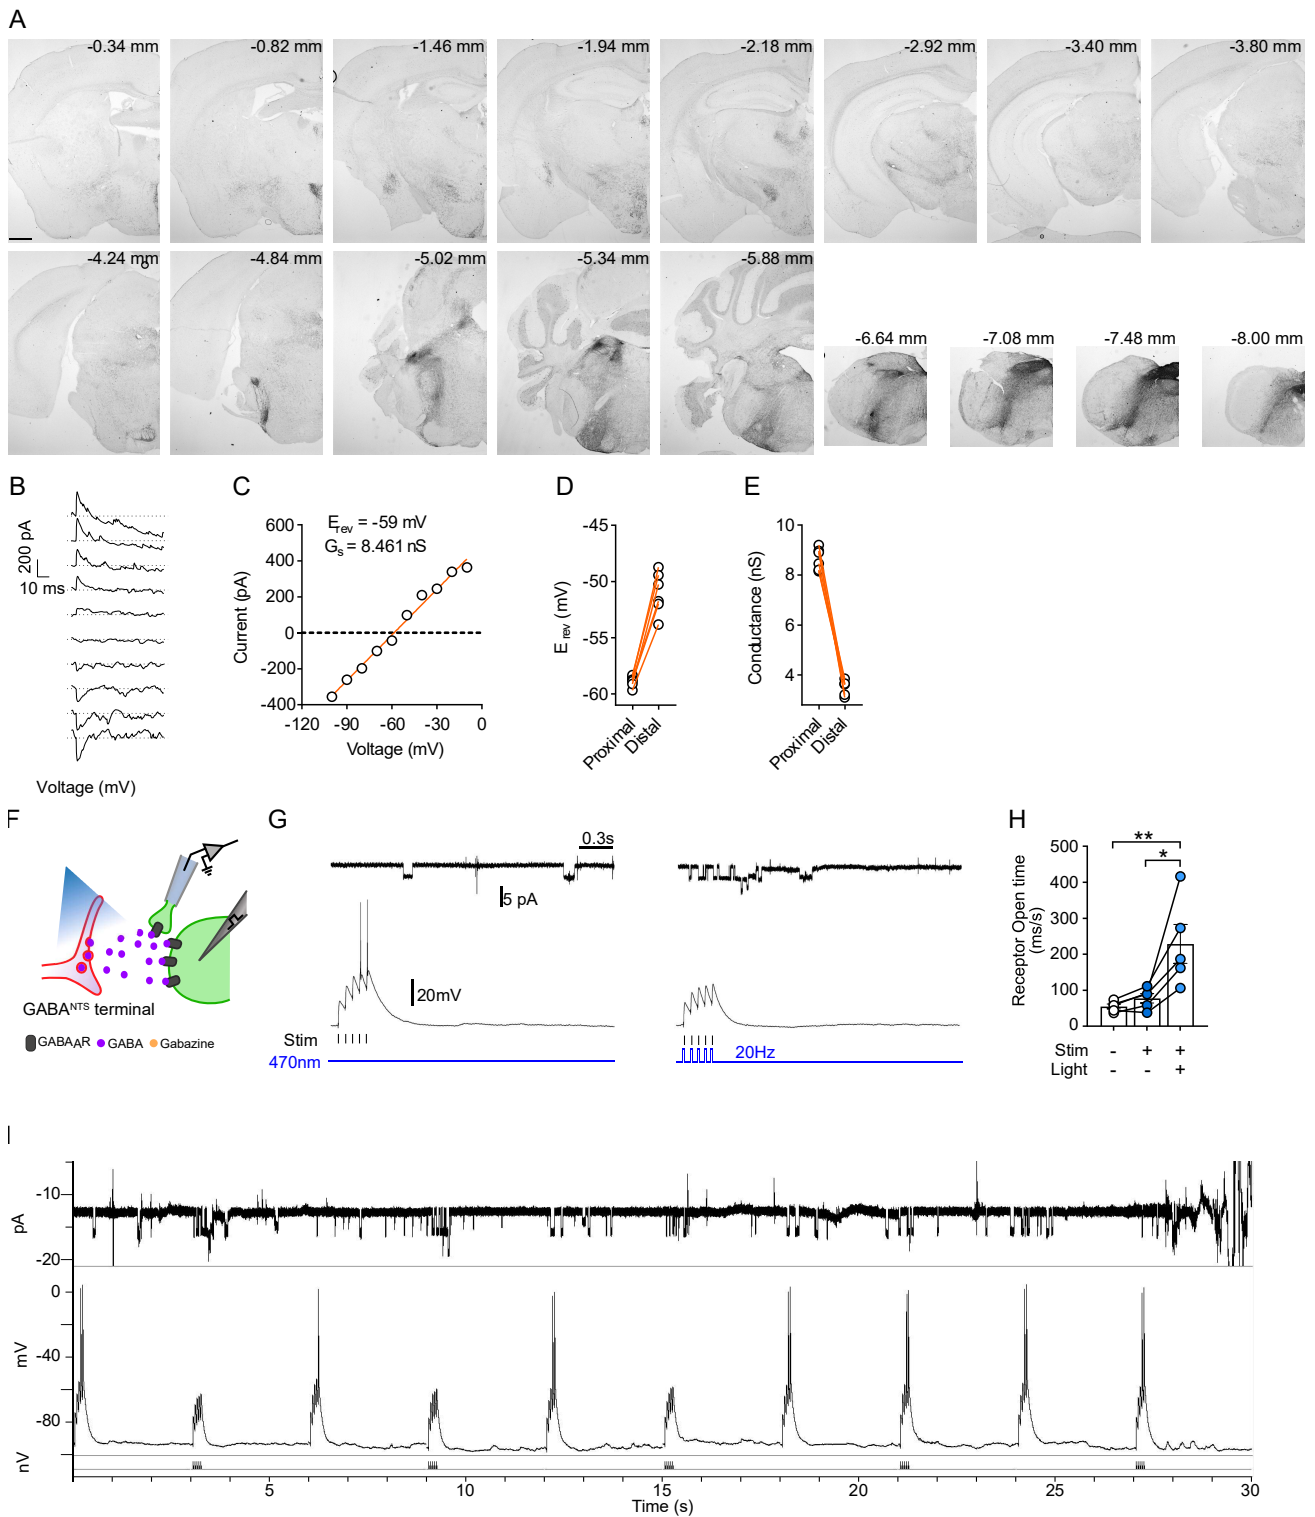 A
-0.34 mm
-0.82 mm
-1.46 mm
-1.94 mm
-2.18 mm
-2.92 mm
-3.40 mm
-3.80 mm
-4.24 mm
-4.84 mm
-5.02 mm
-5.34 mm
-5.88 mm
-6.64 mm
-7.08 mm
-7.48 mm
-8.00 mm
B
200 pA
10 ms
Voltage (mV)
C
Erev = -59 mV
Gs = 8.461 nS
Current (pA)
600
400
200
0
-200
-400
-120
-90
-60
-30
0
Voltage (mV)
D
E rev (mV)
-45
-50
-55
-60
Proximal
Distal
E
Conductance (nS)
10
8
6
4
Proximal
Distal
F
GABANTS terminal
GABAAR
GABA
Gabazine
G
0.3s
5 pA
20mV
Stim
470nm
20Hz
H
Receptor Open time
(ms/s)
500
400
300
200
100
0
**
*
Stim - + +
Light - - +
I
pA
-10
-20
mV
0
-40
-80
nV
5
10
15
20
25
30
Time (s)